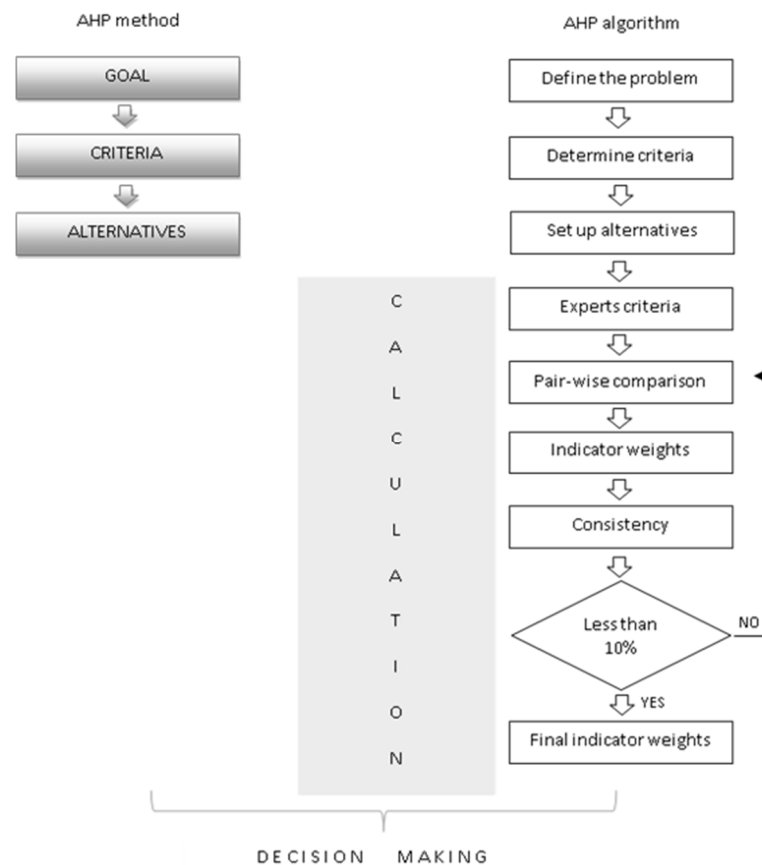 AHP method
GOAL
CRITERIA
ALTERNATIVES
C
A
L
C
U
L
A
T
I
O
N
AHP algorithm
Define the problem
Determine criteria
Set up alternatives
Experts criteria
Pair-wise comparison
Indicator weights
Consistency
Less than
10%
NO
YES
Final indicator weights
DECISION MAKING